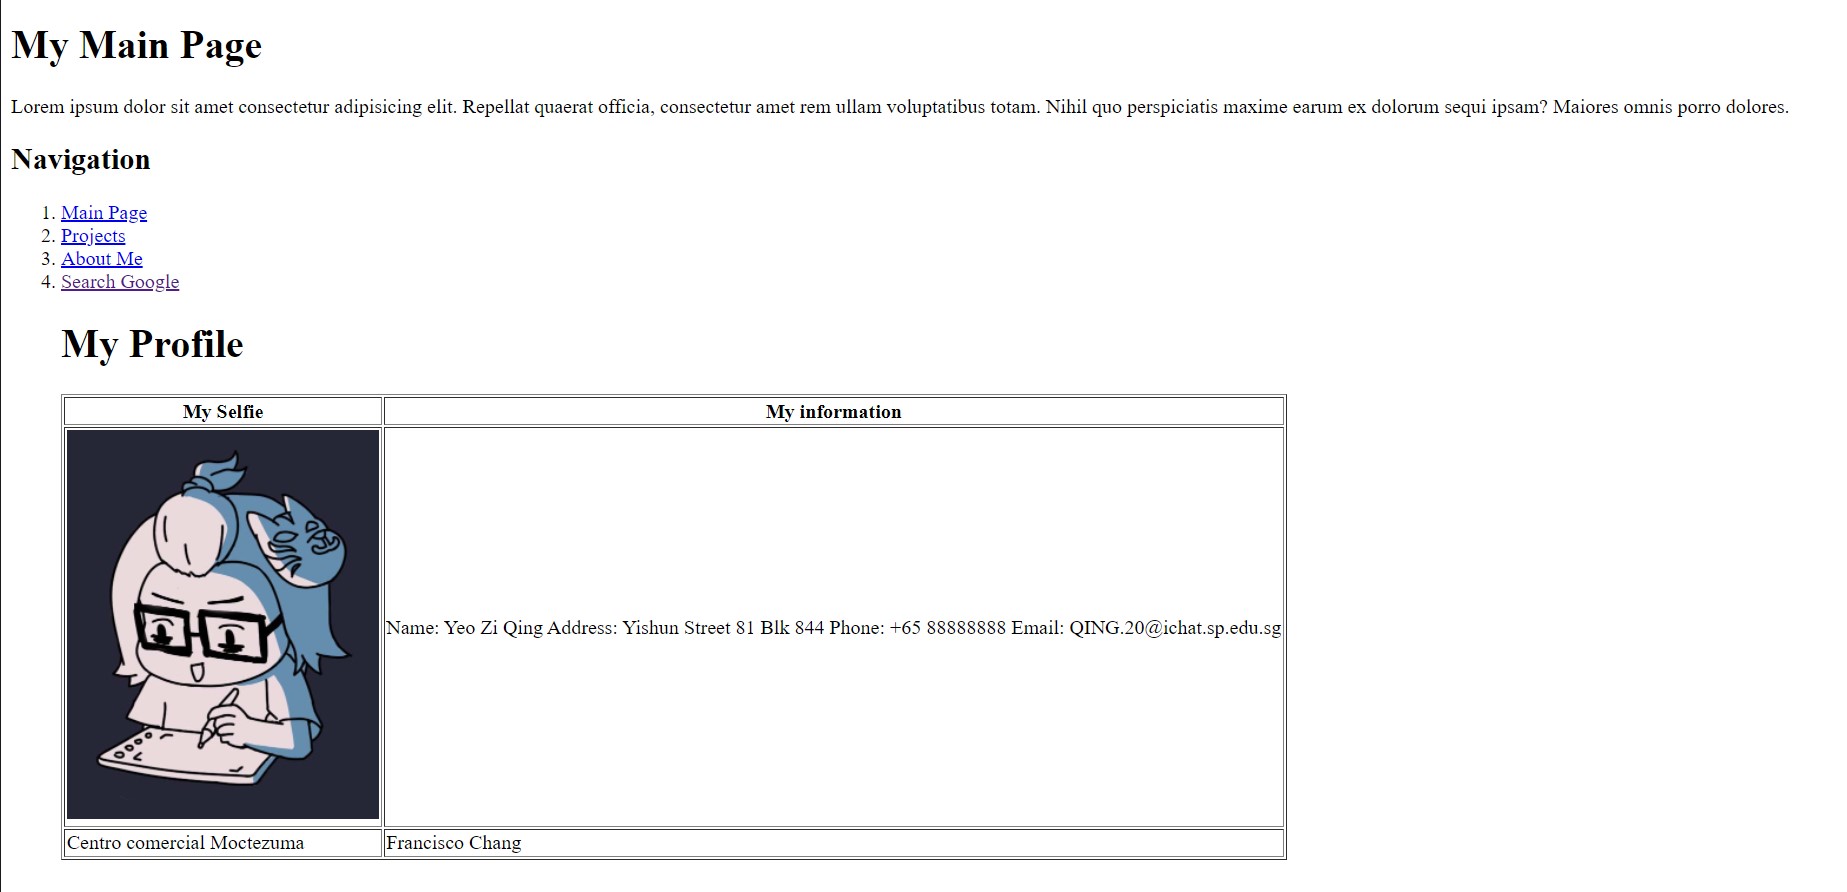 My Main Page
Lorem ipsum dolor sit amet consectetur adipisicing elit. Repellat quaerat officia, consectetur amet rem ullam voluptatibus totam. Nihil quo perspiciatis maxime earum ex dolorum sequi ipsam? Maiores omnis porro dolores.
Navigation
1. Main Page
2. Projects
3. About Me
4. Search Google
My Profile
My Selfie
My information
Name: Yeo Zi Qing Address: Yishun Street 81 Blk 844 Phone: +65 88888888 Email: QING.20@ichat.sp.edu.sg
Centro comercial Moctezuma
Francisco Chang